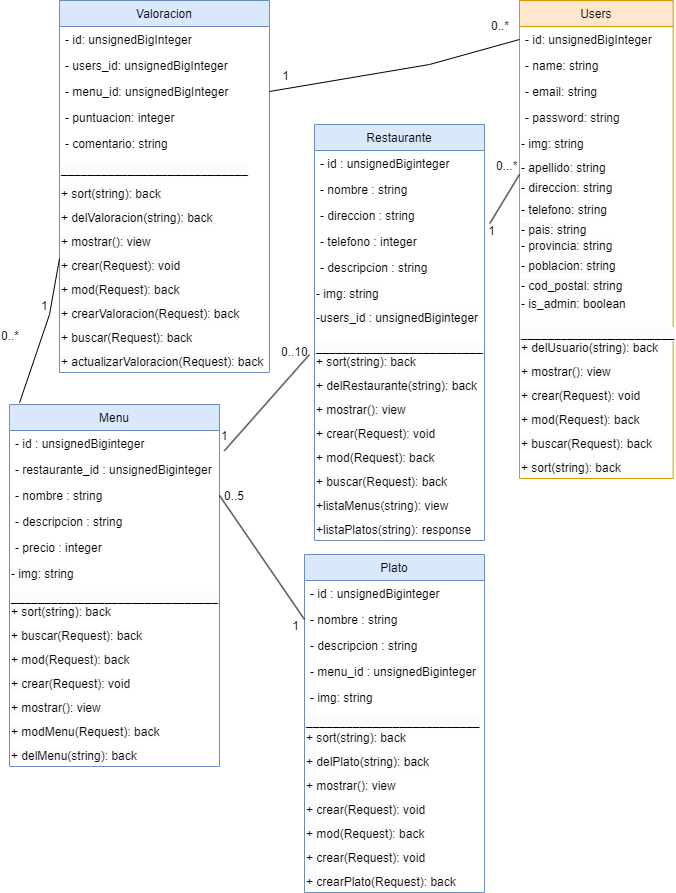 Valoracion
- id: unsignedBigInteger
- users_id: unsignedBigInteger
- menu_id: unsignedBigInteger
- puntuacion: integer
- comentario: string
+ sort(string): back
+ delValoracion(string): back
+ mostrar(): view
+ crear(Request): void
+ mod(Request): back
+ crearValoracion(Request): back
+ buscar(Request): back
+ actualizarValoracion(Request): back
1
0..*
Users
- id: unsignedBigInteger
- name: string
- email: string
- password: string
- img: string
- apellido: string
- direccion: string
- telefono: string
- pais: string
- provincia: string
- poblacion: string
- cod_postal: string
- is_admin: boolean
+ delUsuario(string): back
+ mostrar(): view
+ crear(Request): void
+ mod(Request): back
+ buscar(Request): back
+ sort(string): back
Restaurante
- id : unsignedBiginteger
- nombre : string
- direccion : string
- telefono : integer
- descripcion : string
- img: string
-users_id : unsignedBiginteger
+ sort(string): back
+ delRestaurante(string): back
+ mostrar(): view
+ crear(Request): void
+ mod(Request): back
+ buscar(Request): back
+listaMenus(string): view
+listaPlatos(string): response
0...*
1
1
0..*
0..10
1
Menu
- id : unsignedBiginteger
- restaurante_id : unsignedBiginteger
- nombre : string
- descripcion : string
- precio : integer
- img: string
+ sort(string): back
+ buscar(Request): back
+ mod(Request): back
+ crear(Request): void
+ mostrar(): view
+ modMenu(Request): back
+ delMenu(string): back
0..5
1
Plato
- id : unsignedBiginteger
- nombre : string
- descripcion : string
- menu_id : unsignedBiginteger
- img: string
+ sort(string): back
+ delPlato(string): back
+ mostrar(): view
+ crear(Request): void
+ mod(Request): back
+ crear(Request): void
+ crearPlato(Request): back